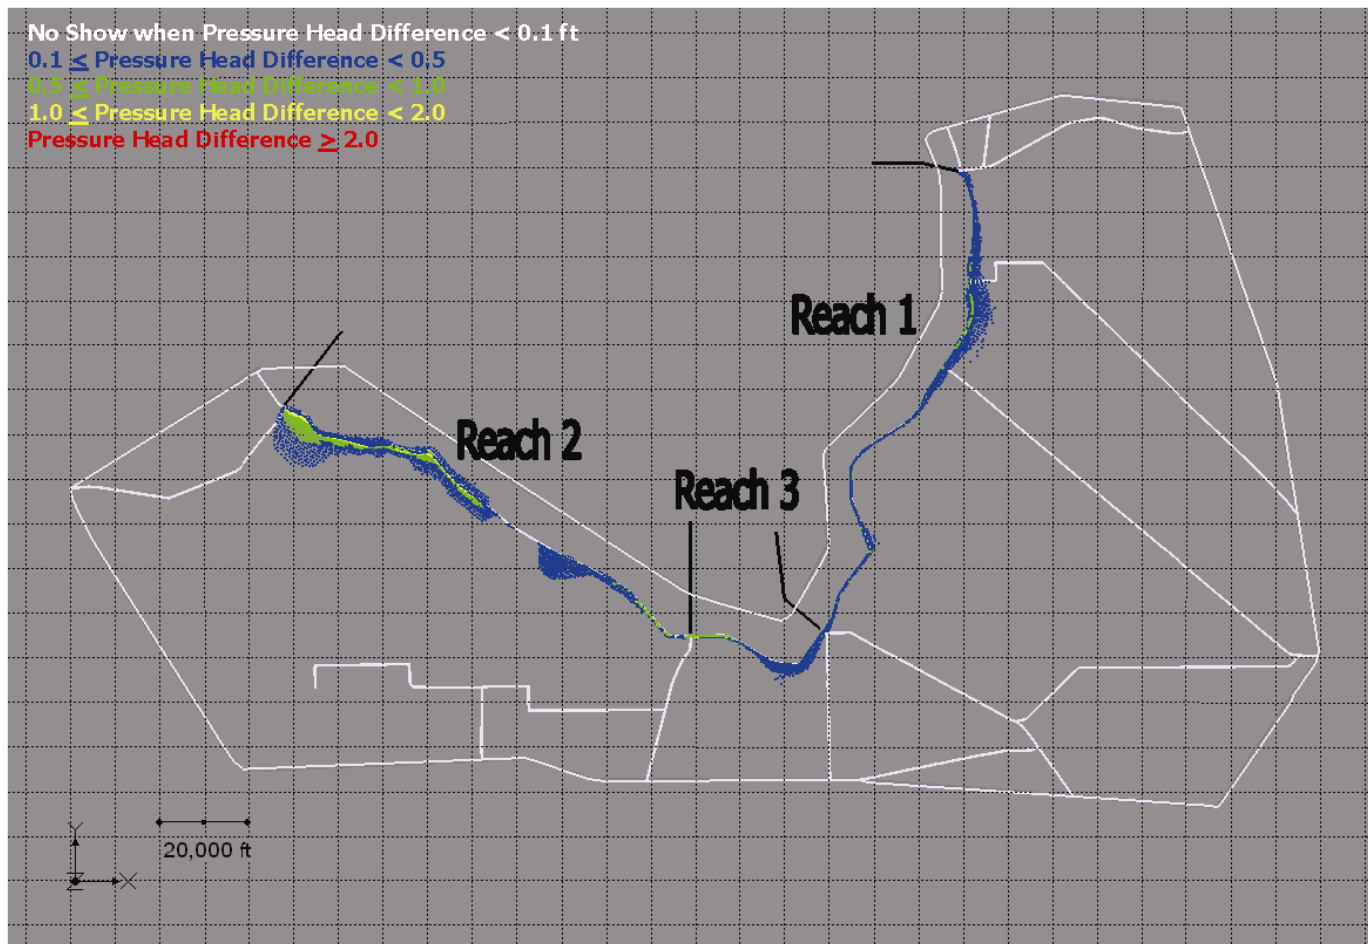 No Show when Pressure Head Difference < 0.1 ft
0.1 ≤ Pressure Head Difference < 0.5
0.5 ≤ Pressure Head Difference < 1.0
1.0 ≤ Pressure Head Difference < 2.0
Pressure Head Difference ≥ 2.0
Reach 1
Reach 2
Reach 3
Y
20,000 ft
Z
X